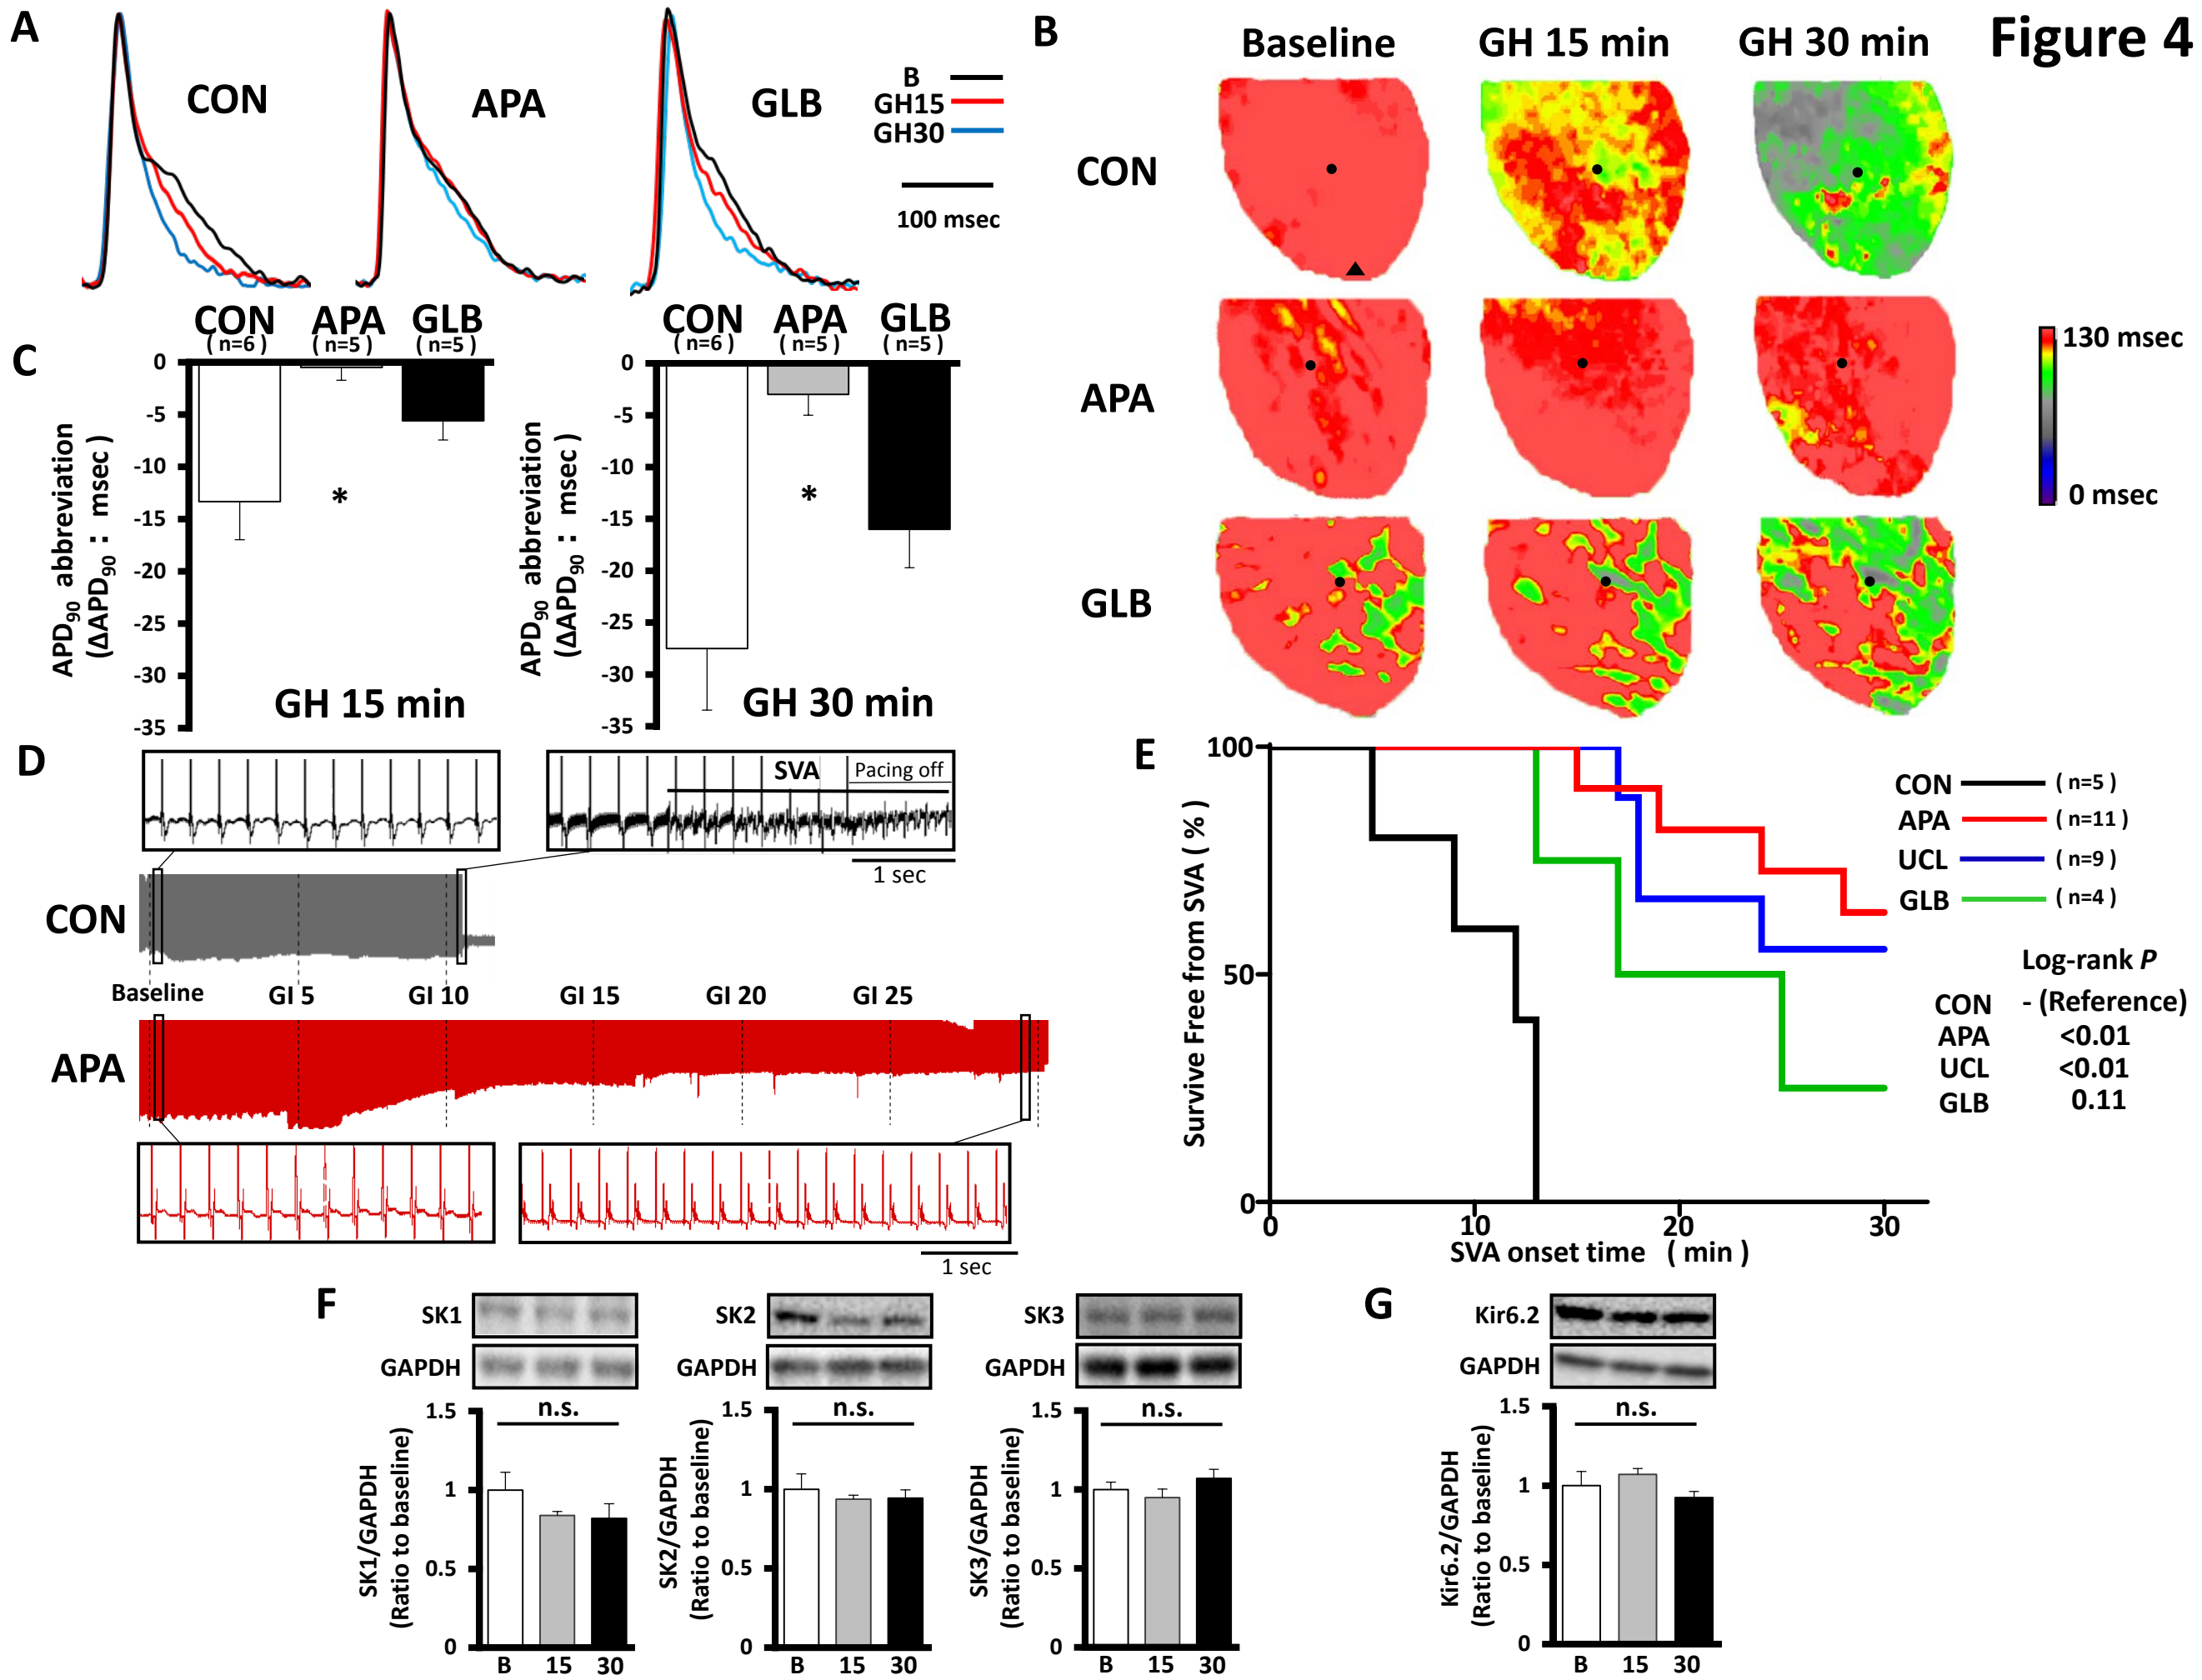 Figure 4
A
CON
APA
GLB
B
GH15
GH30
100 msec
B
Baseline
GH 15 min
GH 30 min
CON
APA
GLB
130 msec
0 msec
C
CON
( n=6 )
APA
( n=5 )
GLB
( n=5 )
0
-5
-10
-15
-20
-25
-30
-35
APD90 abbreviation
(ΔAPD90 : msec )
*
GH 15 min
CON
( n=6 )
APA
( n=5 )
GLB
( n=5 )
0
-5
-10
-15
-20
-25
-30
-35
APD90 abbreviation
(ΔAPD90 : msec )
*
GH 30 min
D
SVA
Pacing off
1 sec
CON
Baseline
GI 5
GI 10
GI 15
GI 20
GI 25
APA
1 sec
E
100
50
0
Survive Free from SVA ( % )
0
10
20
30
SVA onset time ( min )
CON ( n=5 )
APA ( n=11 )
UCL ( n=9 )
GLB ( n=4 )
Log-rank P
CON - (Reference)
APA <0.01
UCL <0.01
GLB 0.11
F
SK1
GAPDH
n.s.
1.5
1
0.5
0
SK1/GAPDH
(Ratio to baseline)
B 15 30
SK2
GAPDH
n.s.
1.5
1
0.5
0
SK2/GAPDH
(Ratio to baseline)
B 15 30
SK3
GAPDH
n.s.
1.5
1
0.5
0
SK3/GAPDH
(Ratio to baseline)
B 15 30
G
Kir6.2
GAPDH
n.s.
1.5
1
0.5
0
Kir6.2/GAPDH
(Ratio to baseline)
B 15 30